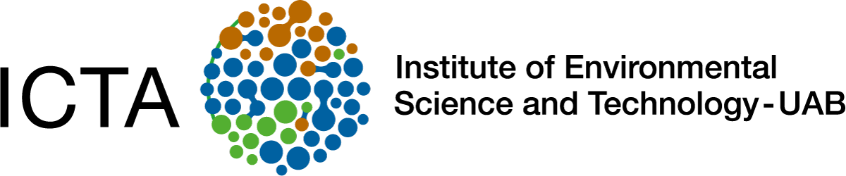 ICTA
Institute of Environmental
Science and Technology-UAB